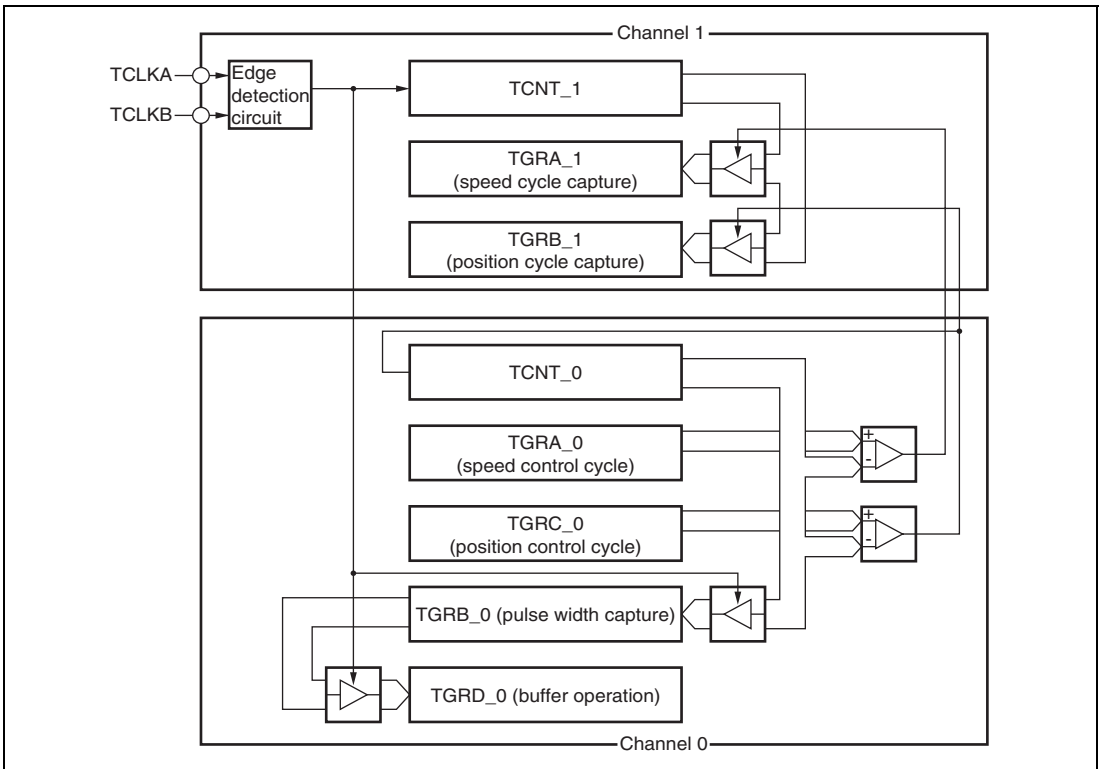 Channel 1
TCLKA
TCLKB
Edge
detection
circuit
TCNT_1
TGRA_1
(speed cycle capture)
TGRB_1
(position cycle capture)
TCNT_0
TGRA_0
(speed control cycle)
+
-
TGRC_0
(position control cycle)
+
-
TGRB_0 (pulse width capture)
TGRD_0 (buffer operation)
Channel 0